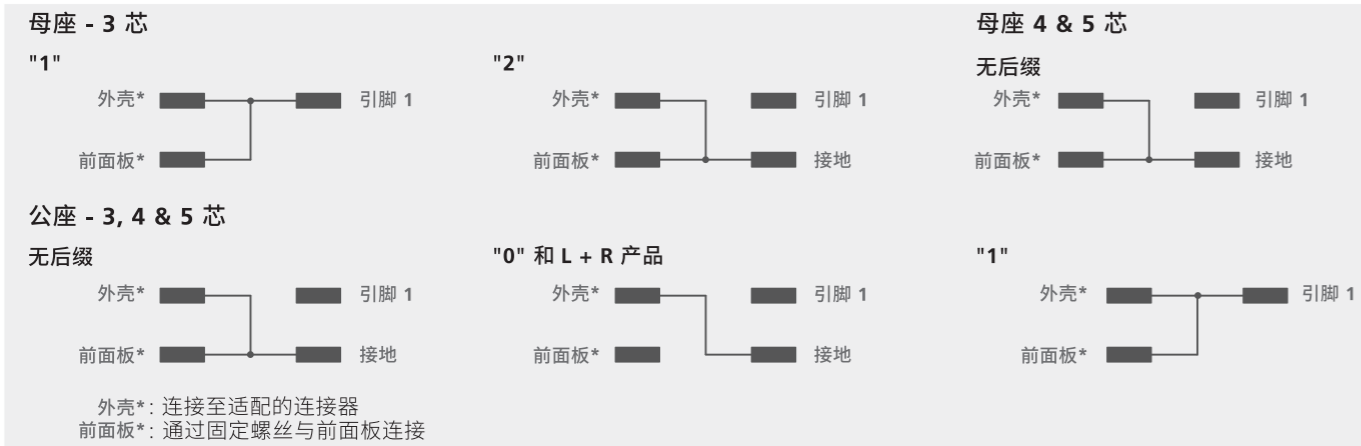 母座 - 3 芯
母座 4 & 5 芯
"1"
"2"
无后缀
外壳* 引脚 1
外壳* 引脚 1
外壳* 引脚 1
前面板*
前面板* 接地
前面板* 接地
公座 - 3, 4 & 5 芯
无后缀
"0" 和 L + R 产品
"1"
外壳* 引脚 1
外壳* 引脚 1
外壳* 引脚 1
前面板* 接地
前面板* 接地
前面板*
外壳*: 连接至适配的连接器
前面板*: 通过固定螺丝与前面板连接